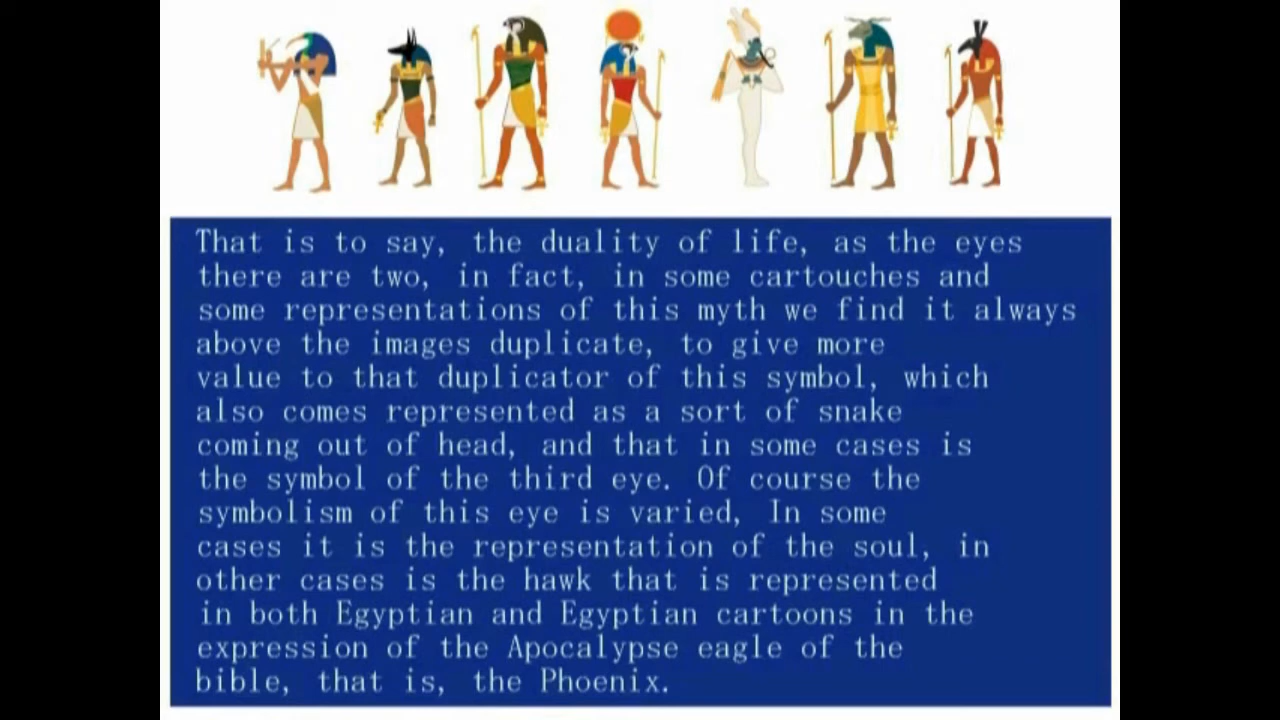 That is to say, the duality of life, as the eyes
there are two, in fact, in some cartouches and
some representations of this myth we find it always
above the images duplicate, to give more
value to that duplicator of this symbol, which
also comes represented as a sort of snake
coming out of head, and that in some cases is
the symbol of the third eye. Of course the
symbolism of this eye is varied, In some
cases it is the representation of the soul, in
other cases is the hawk that is represented
in both Egyptian and Egyptian cartoons in the
expression of the Apocalypse eagle of the
bible, that is, the Phoenix.